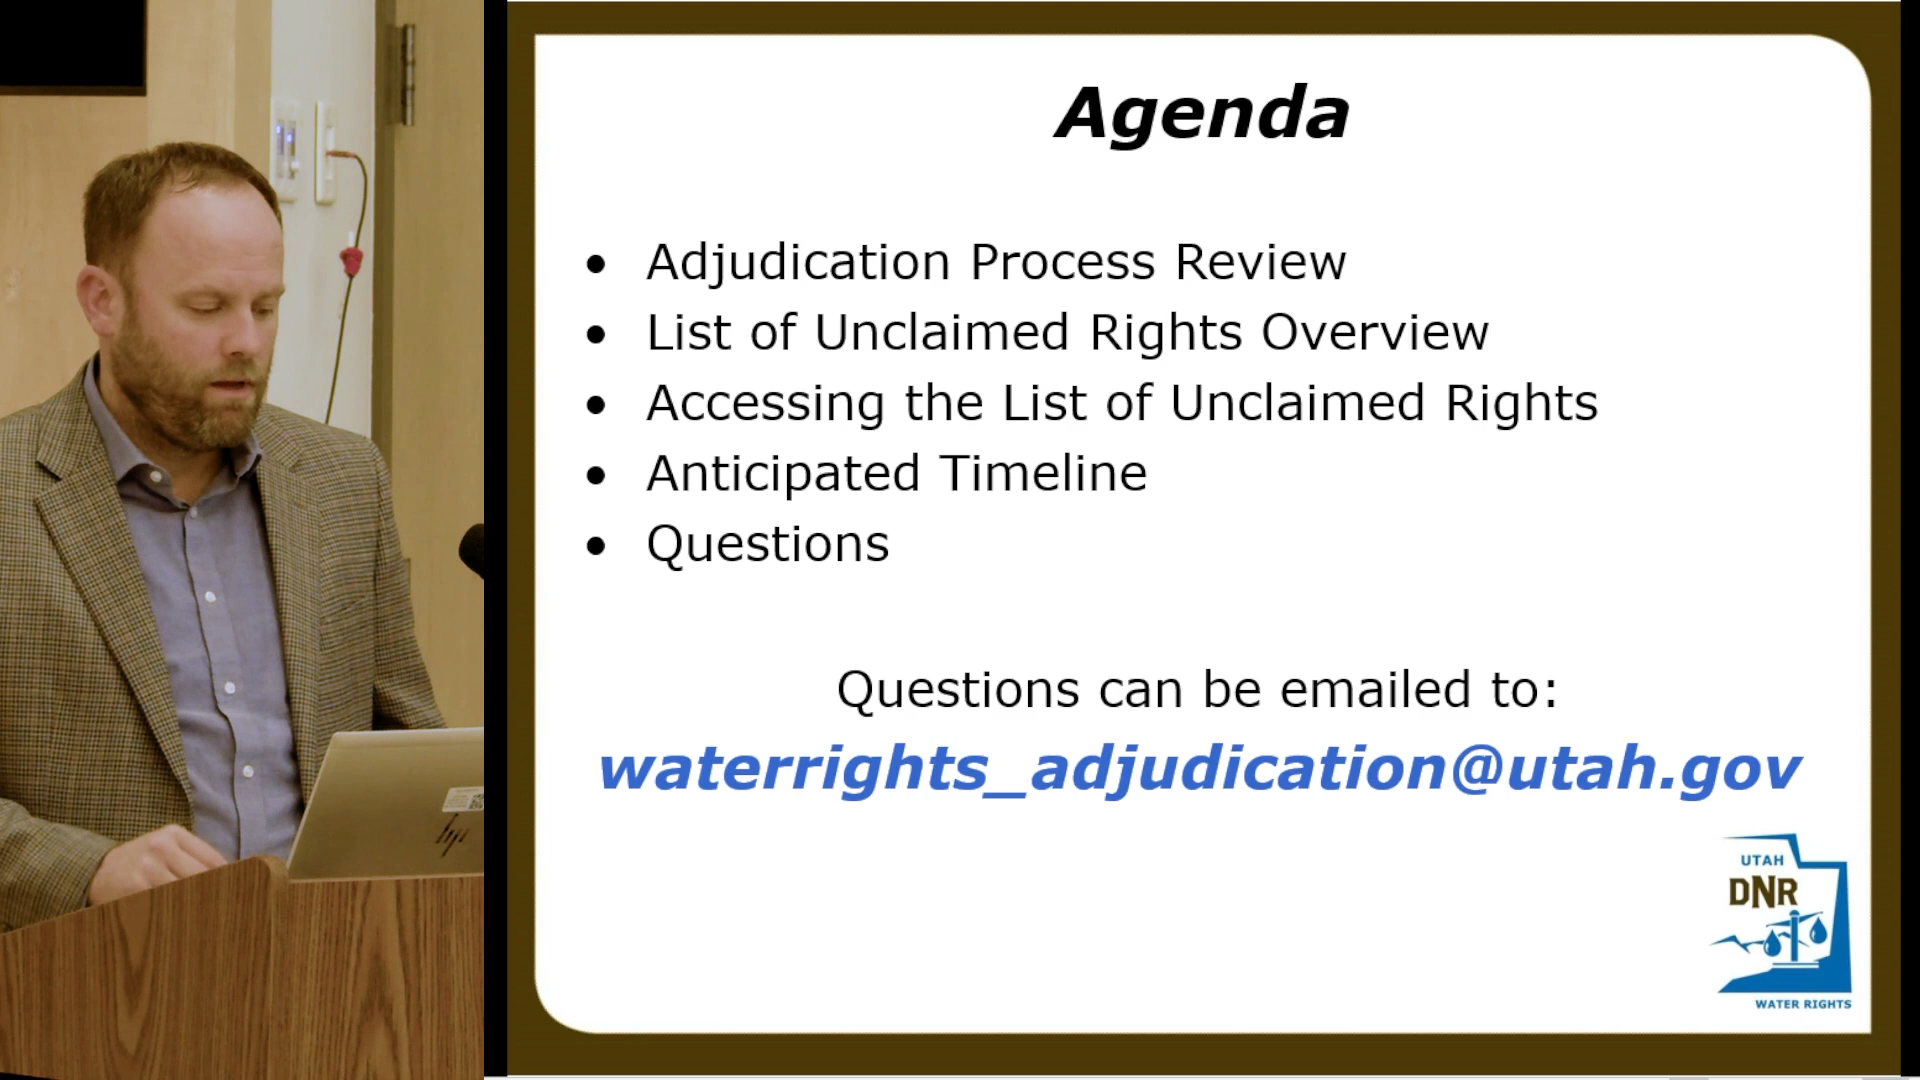 Agenda
• Adjudication Process Review
• List of Unclaimed Rights Overview
• Accessing the List of Unclaimed Rights
• Anticipated Timeline
• Questions
Questions can be emailed to:
waterrights_adjudication@utah.gov
UTAH
DNR
WATER RIGHTS
hp